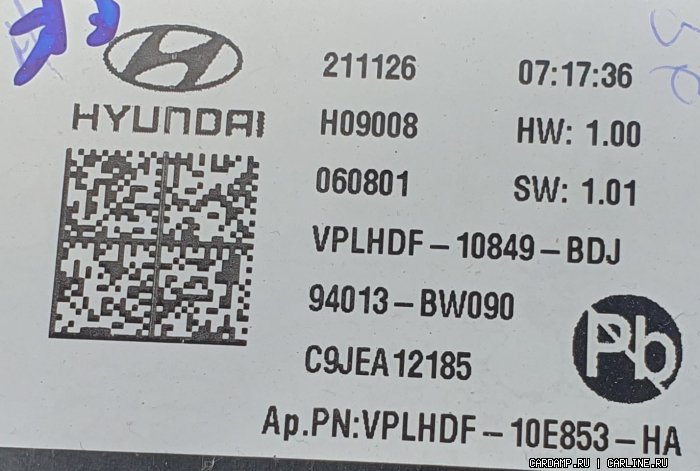 HYUNDAI
211126 07:17:36
H09008 HW: 1.00
060801 SW: 1.01
VPLHDF-10849-BDJ
94013-BW090
C9JEA12185
Pb
Ap.PN:VPLHDF-10E853-HA
CARDAMP.RU | CARLINE.RU